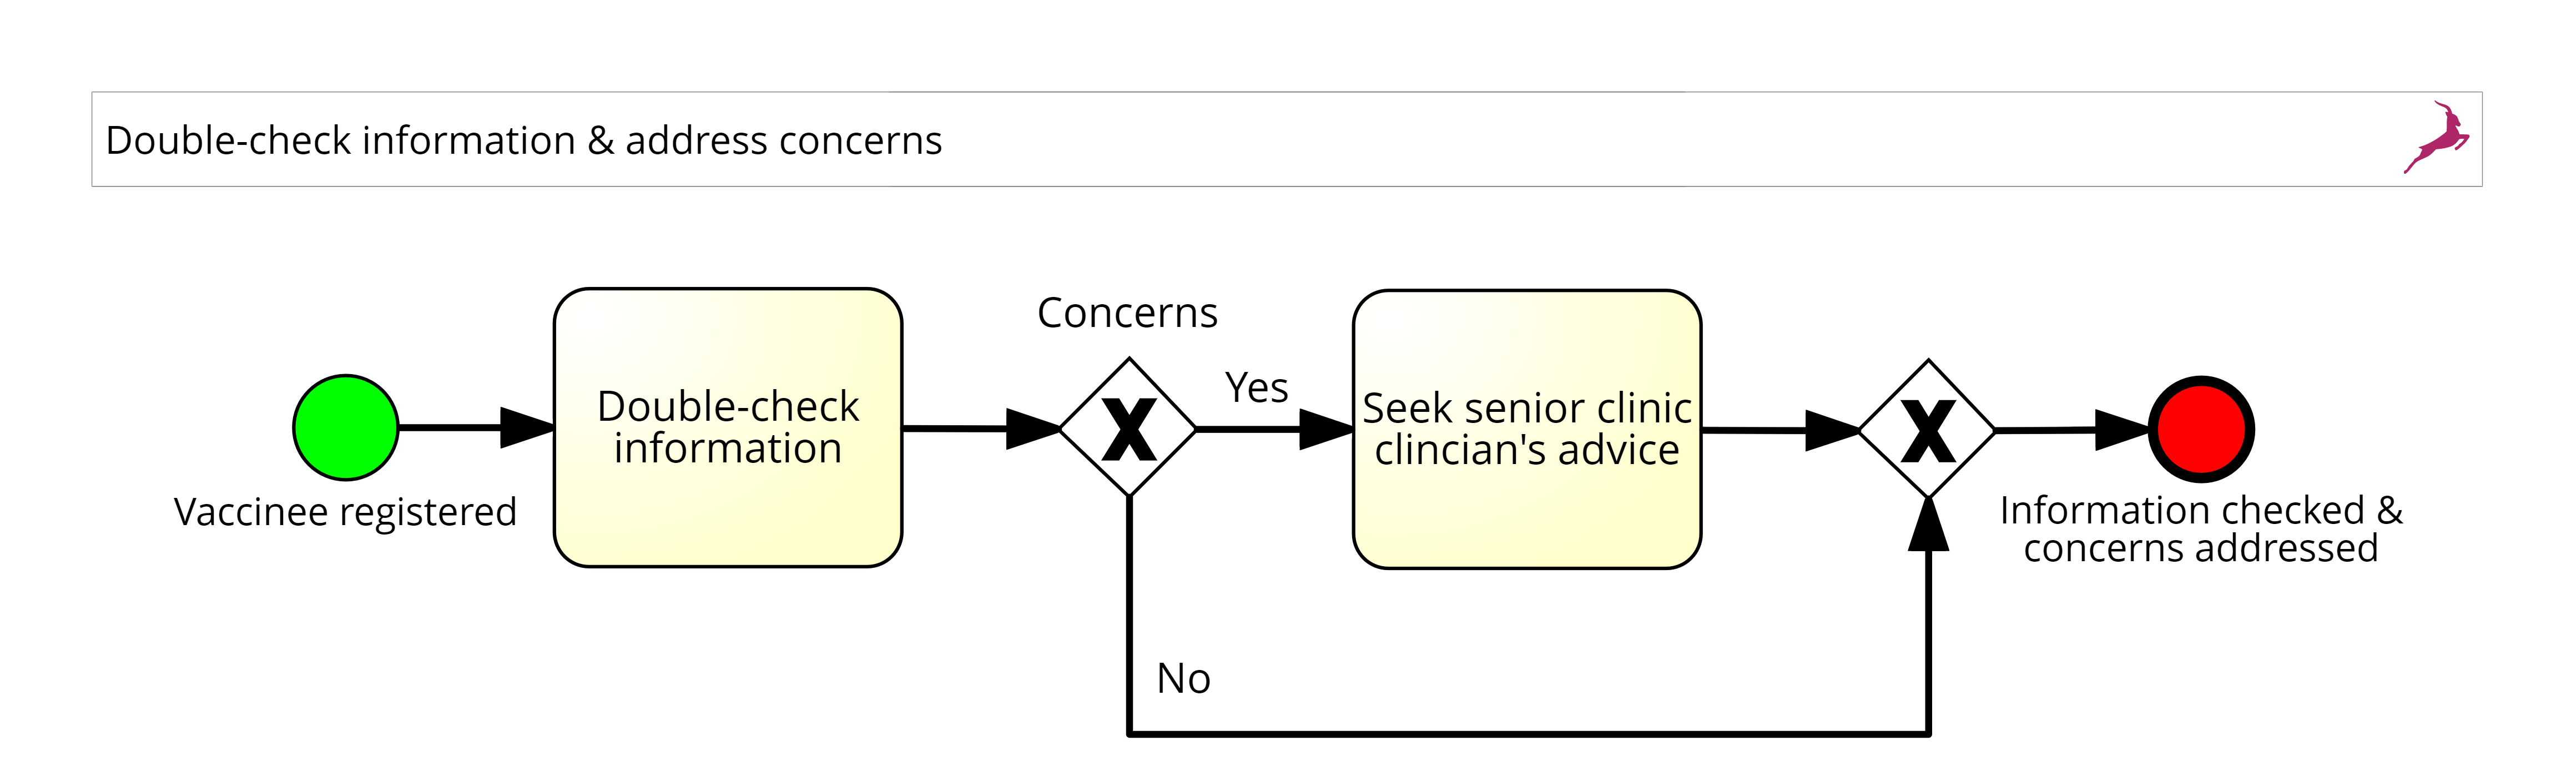 Double-check information & address concerns
Concerns
Yes
Double-check
information
Seek senior clinic
clincian's advice
Vaccinee registered
Information checked &
concerns addressed
No